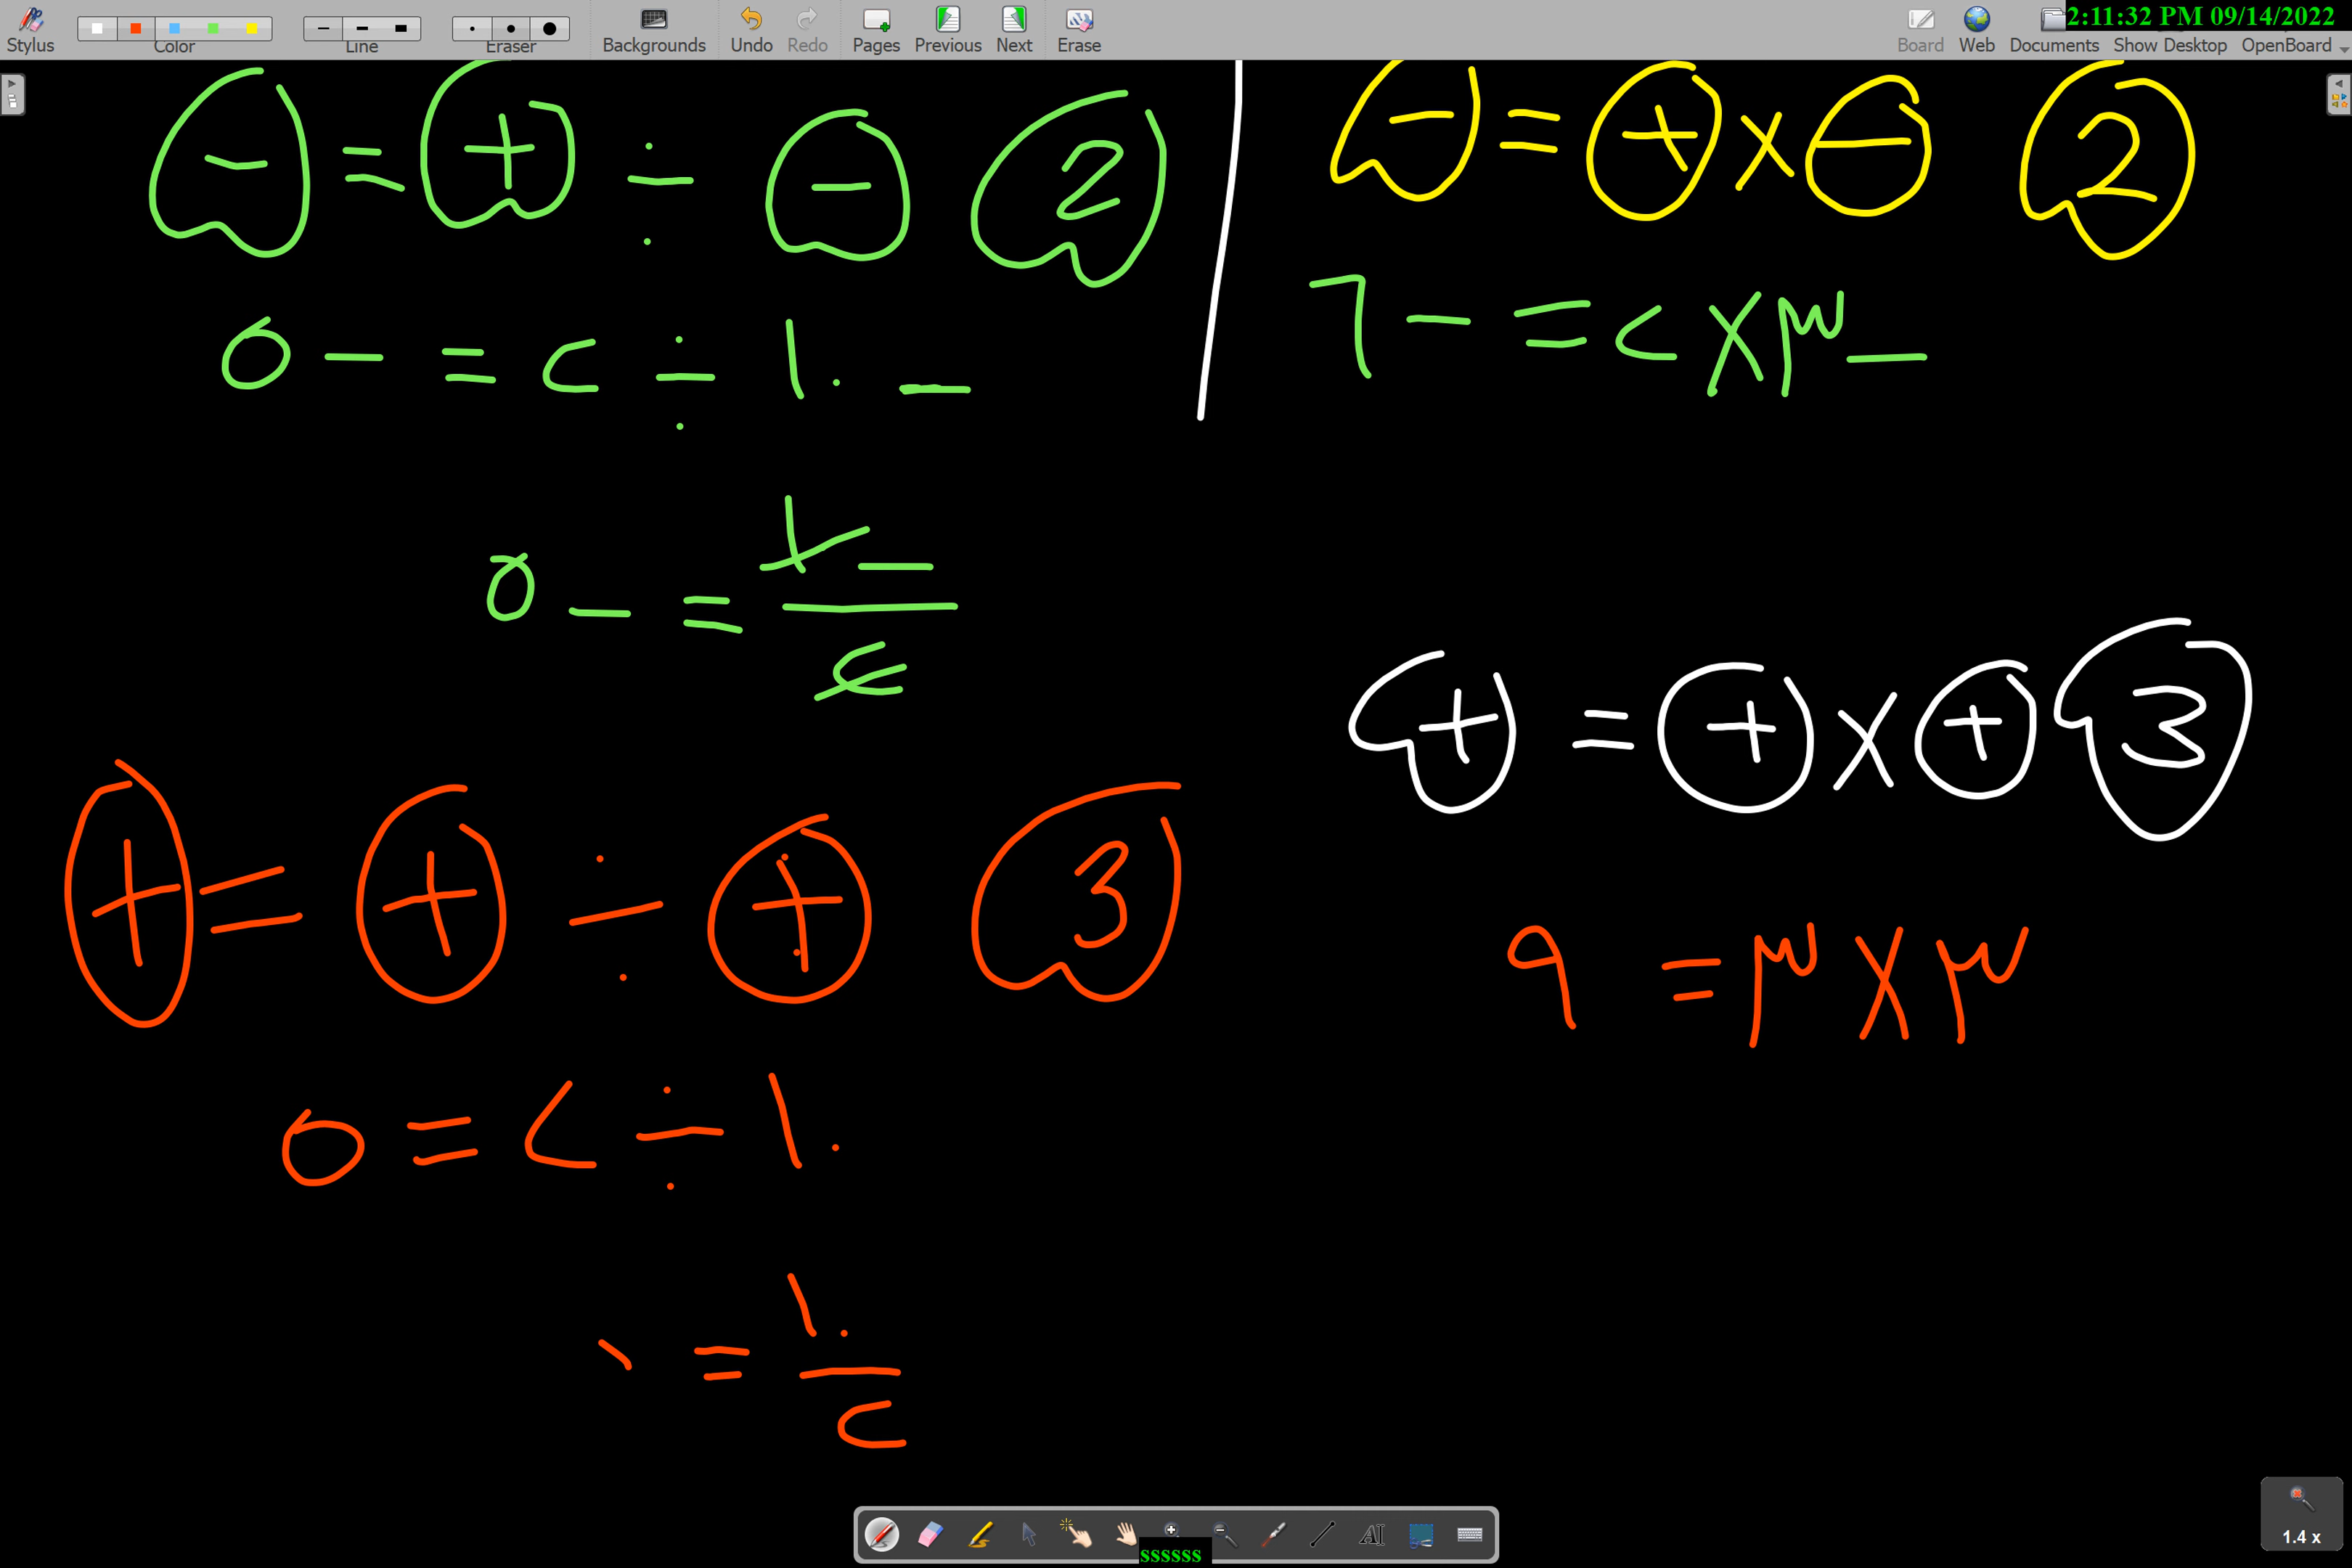 Stylus Color Line Eraser Backgrounds Undo Redo Pages Previous Next Erase Board Web Documents Show Desktop OpenBoard
2:11:32 PM 09/14/2022
- = + ÷ - 2
٥ - = ٢ ÷ ١٠ -
٥ - = ١ - / ٢
- = + × - 2
٦ - = ٢ × ٣ -
+ = + × + 3
٩ = ٣ × ٣
+ = + ÷ + 3
٥ = ٢ ÷ ١٠
= ١٠ / ٢
1.4 x
ssssss